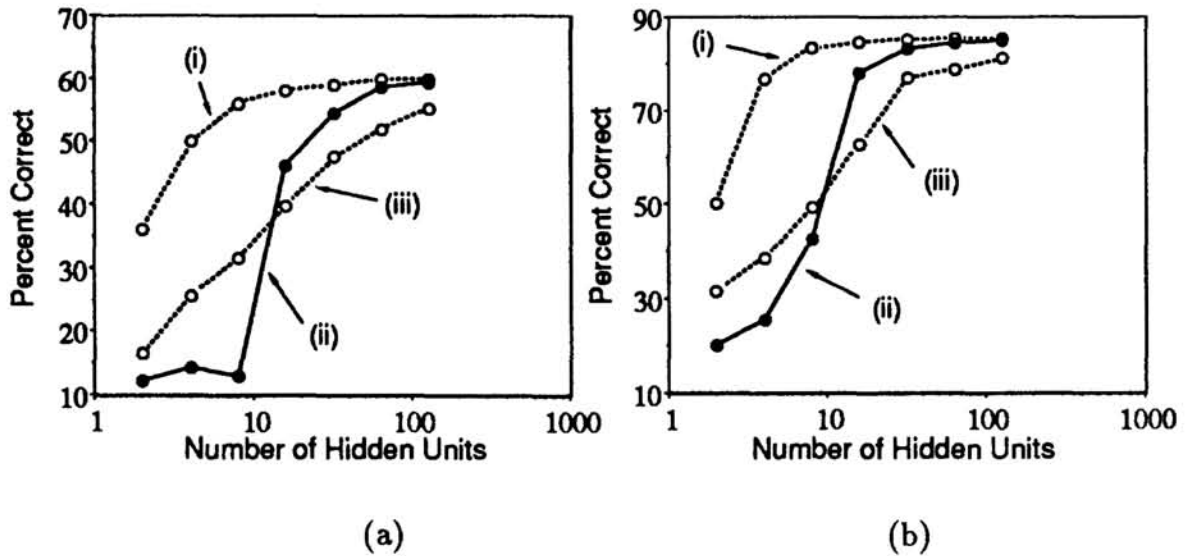 70
60
50
40
30
20
10
Percent Correct
(i)
(iii)
(ii)
1
10
100
1000
Number of Hidden Units
(a)
90
70
50
30
10
Percent Correct
(i)
(iii)
(ii)
1
10
100
1000
Number of Hidden Units
(b)